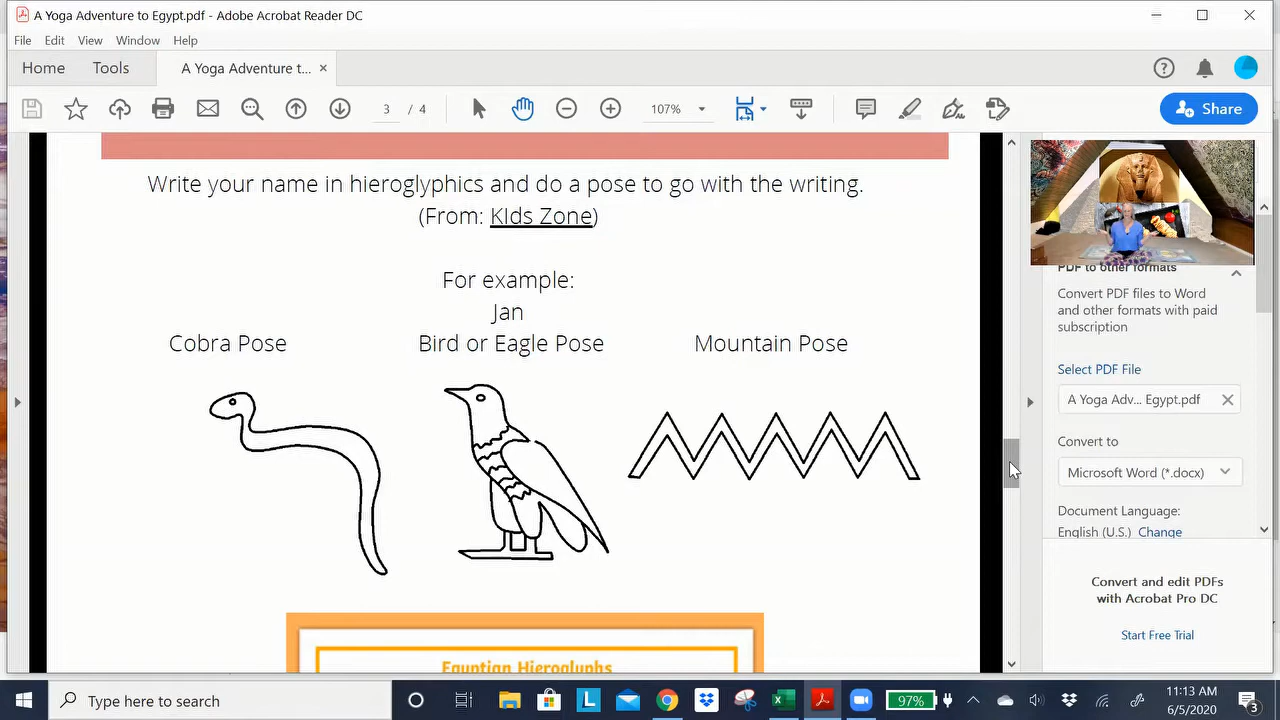 A Yoga Adventure to Egypt.pdf - Adobe Acrobat Reader DC
File Edit View Window Help
Home Tools A Yoga Adventure t... ×
3 / 4 107% Share
Write your name in hieroglyphics and do a pose to go with the writing.
(From: KIds Zone)
For example:
Jan
Cobra Pose Bird or Eagle Pose Mountain Pose
Egyptian Hieroglyphs
PDF to other formats
Convert PDF files to Word
and other formats with paid
subscription
Select PDF File
A Yoga Adv... Egypt.pdf
Convert to
Microsoft Word (*.docx)
Document Language:
English (U.S.) Change
Convert and edit PDFs
with Acrobat Pro DC
Start Free Trial
Type here to search
L
97%
11:13 AM
6/5/2020
3